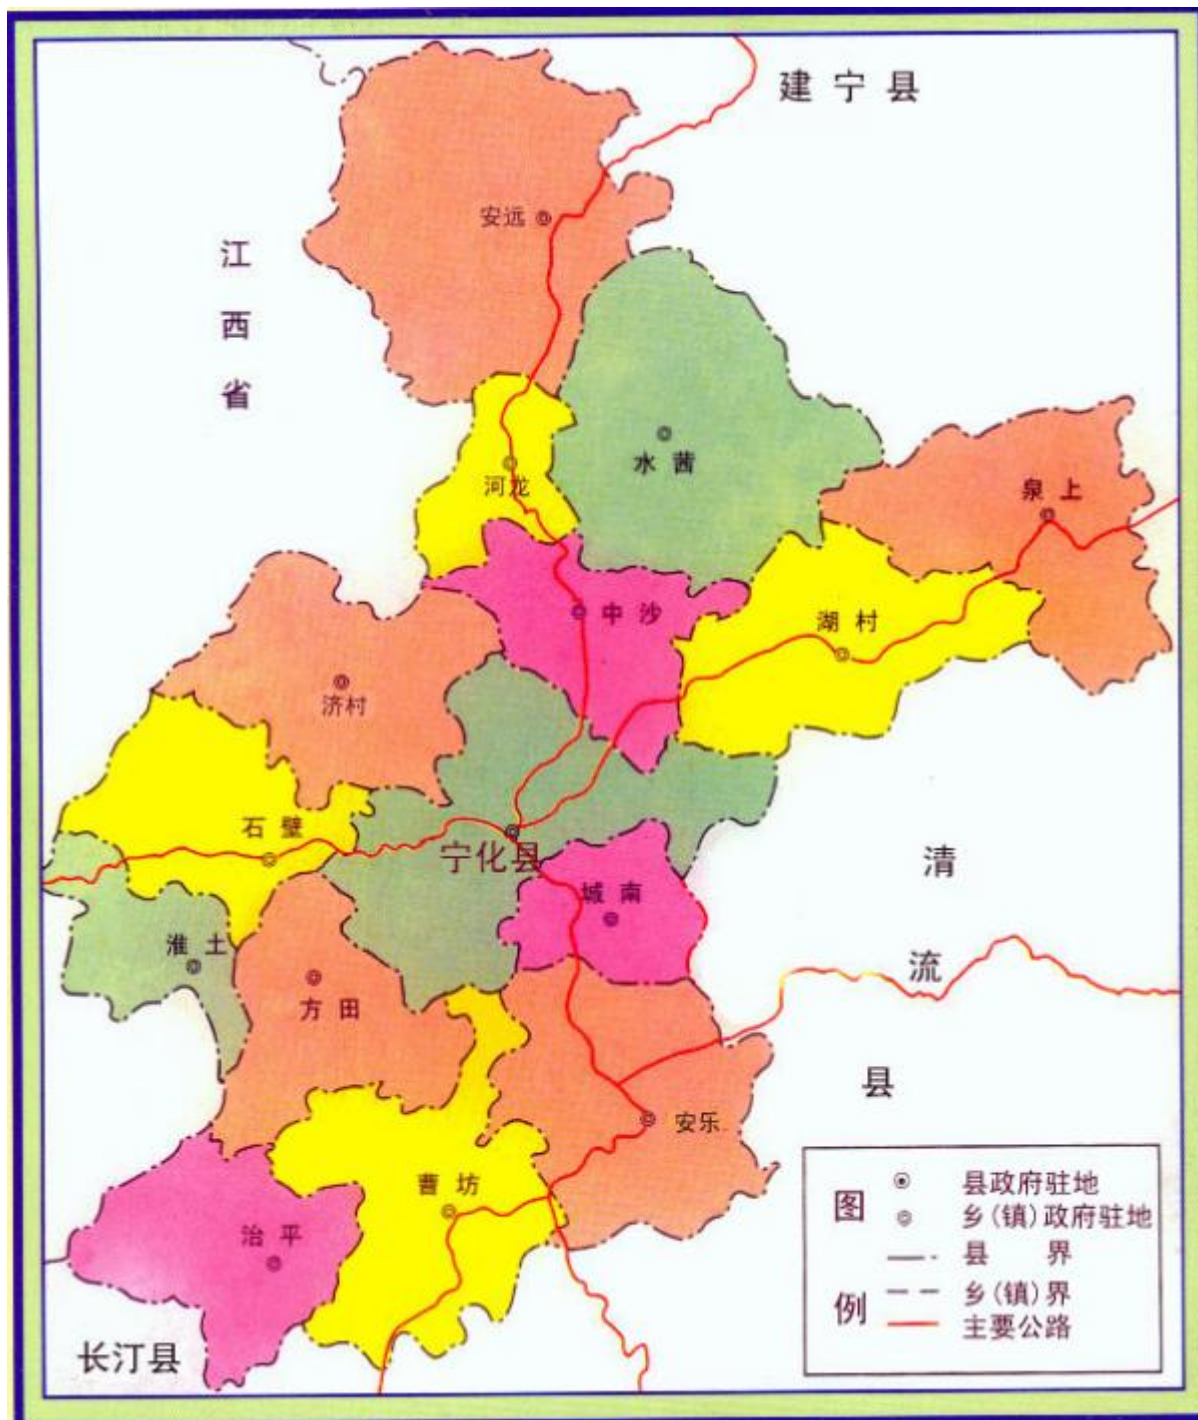 建宁县
江西省
安远
水茜
河龙
泉上
中沙
湖村
济村
石壁
宁化县
城南
淮土
方田
清流县
安乐
曹坊
治平
长汀县
图例
县政府驻地
乡(镇)政府驻地
县 界
乡(镇)界
主要公路